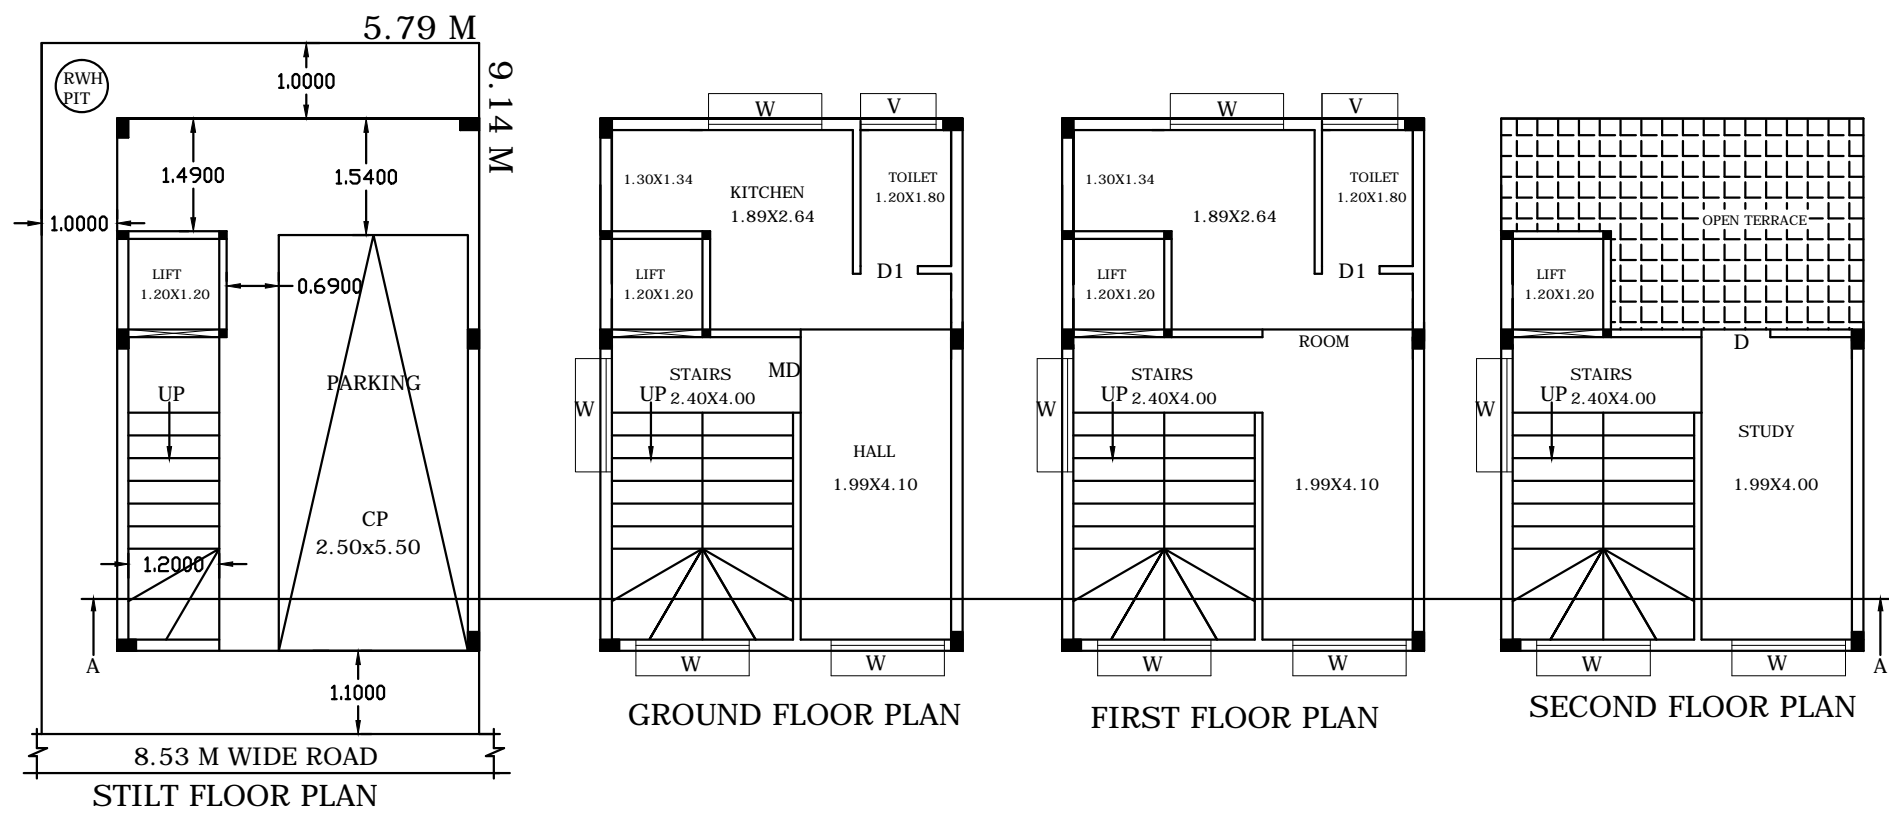 5.79 M
9.14 M
RWH
PIT
1.0000
1.4900
1.5400
1.0000
LIFT
1.20X1.20
0.6900
UP
PARKING
CP
2.50x5.50
1.2000
A
1.1000
8.53 M WIDE ROAD
STILT FLOOR PLAN
W
V
1.30X1.34
KITCHEN
1.89X2.64
TOILET
1.20X1.80
LIFT
1.20X1.20
D1
STAIRS
MD
UP 2.40X4.00
W
HALL
1.99X4.10
W
W
GROUND FLOOR PLAN
W
V
1.30X1.34
1.89X2.64
TOILET
1.20X1.80
LIFT
1.20X1.20
D1
ROOM
STAIRS
UP 2.40X4.00
W
1.99X4.10
W
W
FIRST FLOOR PLAN
OPEN TERRACE
LIFT
1.20X1.20
D
STAIRS
UP 2.40X4.00
W
STUDY
1.99X4.00
W
W
A
SECOND FLOOR PLAN